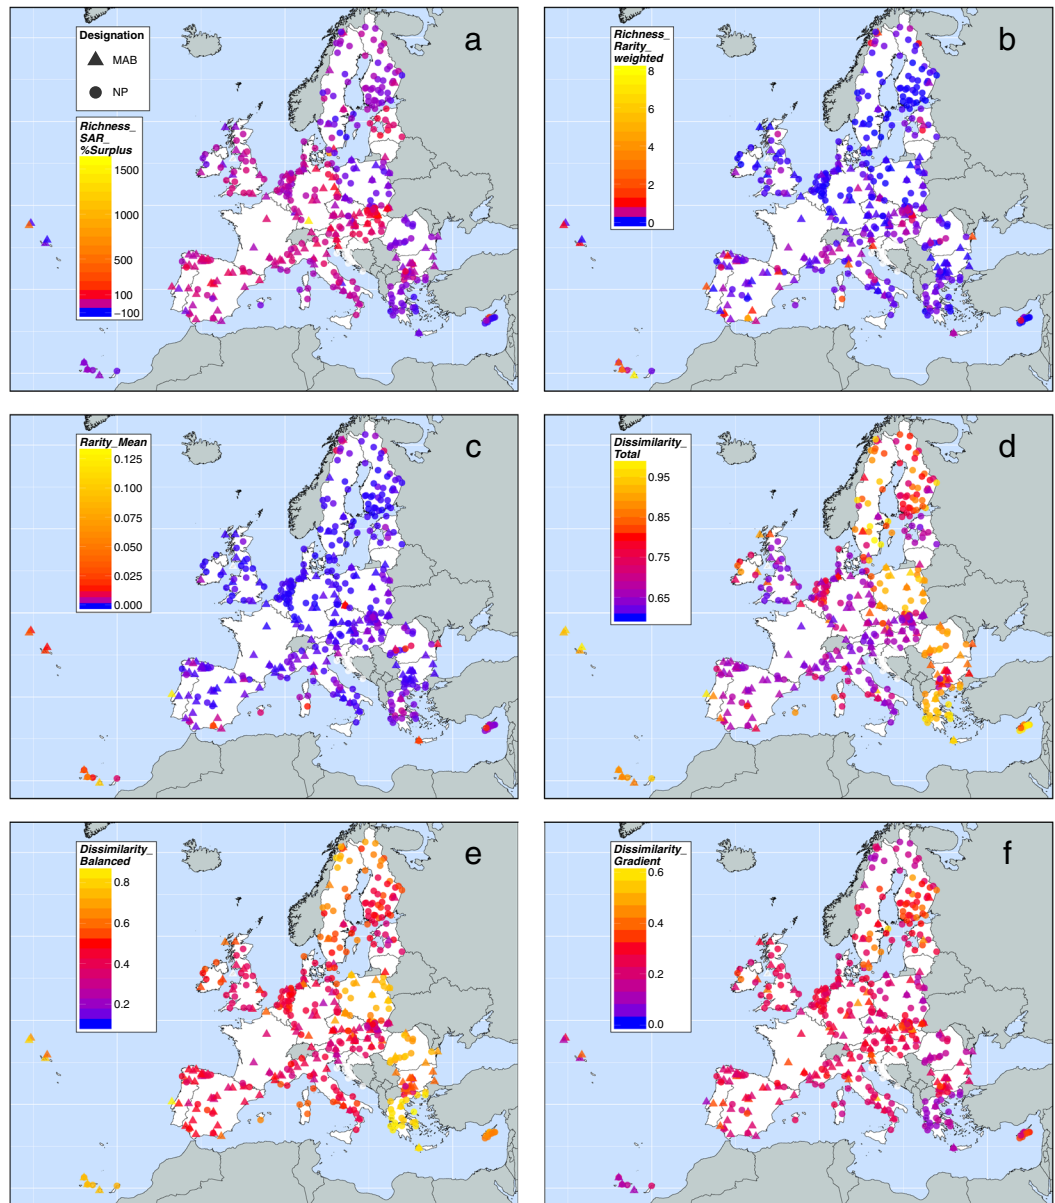 a
Designation
MAB
NP
Richness_
SAR_
%Surplus
1500
1000
500
100
−100
b
Richness_
Rarity_
weighted
8
6
4
2
0
c
Rarity_Mean
0.125
0.100
0.075
0.050
0.025
0.000
d
Dissimilarity_
Total
0.95
0.85
0.75
0.65
e
Dissimilarity_
Balanced
0.8
0.6
0.4
0.2
f
Dissimilarity_
Gradient
0.6
0.4
0.2
0.0